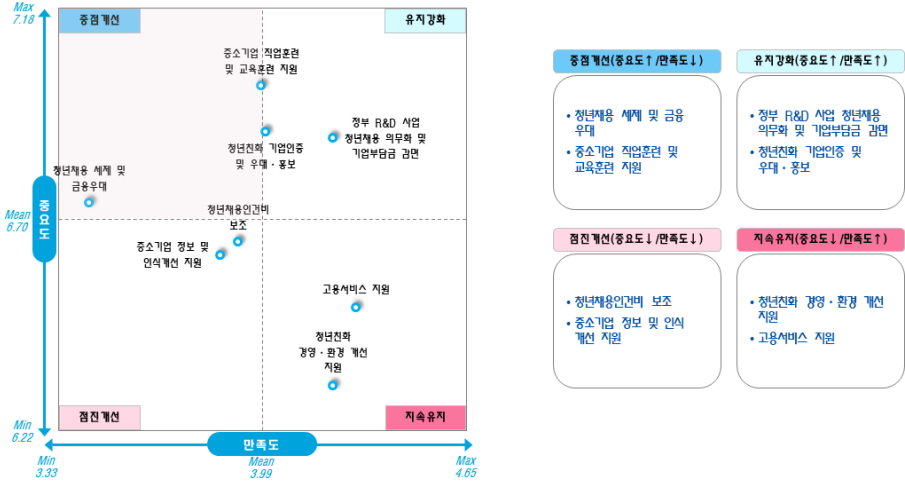 Max
7.18
중점개선
유지강화
중소기업 직업훈련
및 교육훈련 지원
정부 R&D 사업
청년채용 의무화 및
기업부담금 감면
청년친화 기업인증
및 우대·홍보
청년채용 세제 및
금융우대
중요도
Mean
6.70
청년채용인건비
보조
중소기업 정보 및
인식개선 지원
고용서비스 지원
청년친화
경영·환경 개선
지원
점진개선
지속유지
Min
6.22
만족도
Min
3.33
Mean
3.99
Max
4.65
중점개선(중요도↑/만족도↓)
• 청년채용 세제 및 금융
우대
• 중소기업 직업훈련 및
교육훈련 지원
유지강화(중요도↑/만족도↑)
• 정부 R&D 사업 청년채용
의무화 및 기업부담금 감면
• 청년친화 기업인증 및
우대·홍보
점진개선(중요도↓/만족도↓)
• 청년채용인건비 보조
• 중소기업 정보 및 인식
개선 지원
지속유지(중요도↓/만족도↑)
• 청년친화 경영·환경 개선
지원
• 고용서비스 지원